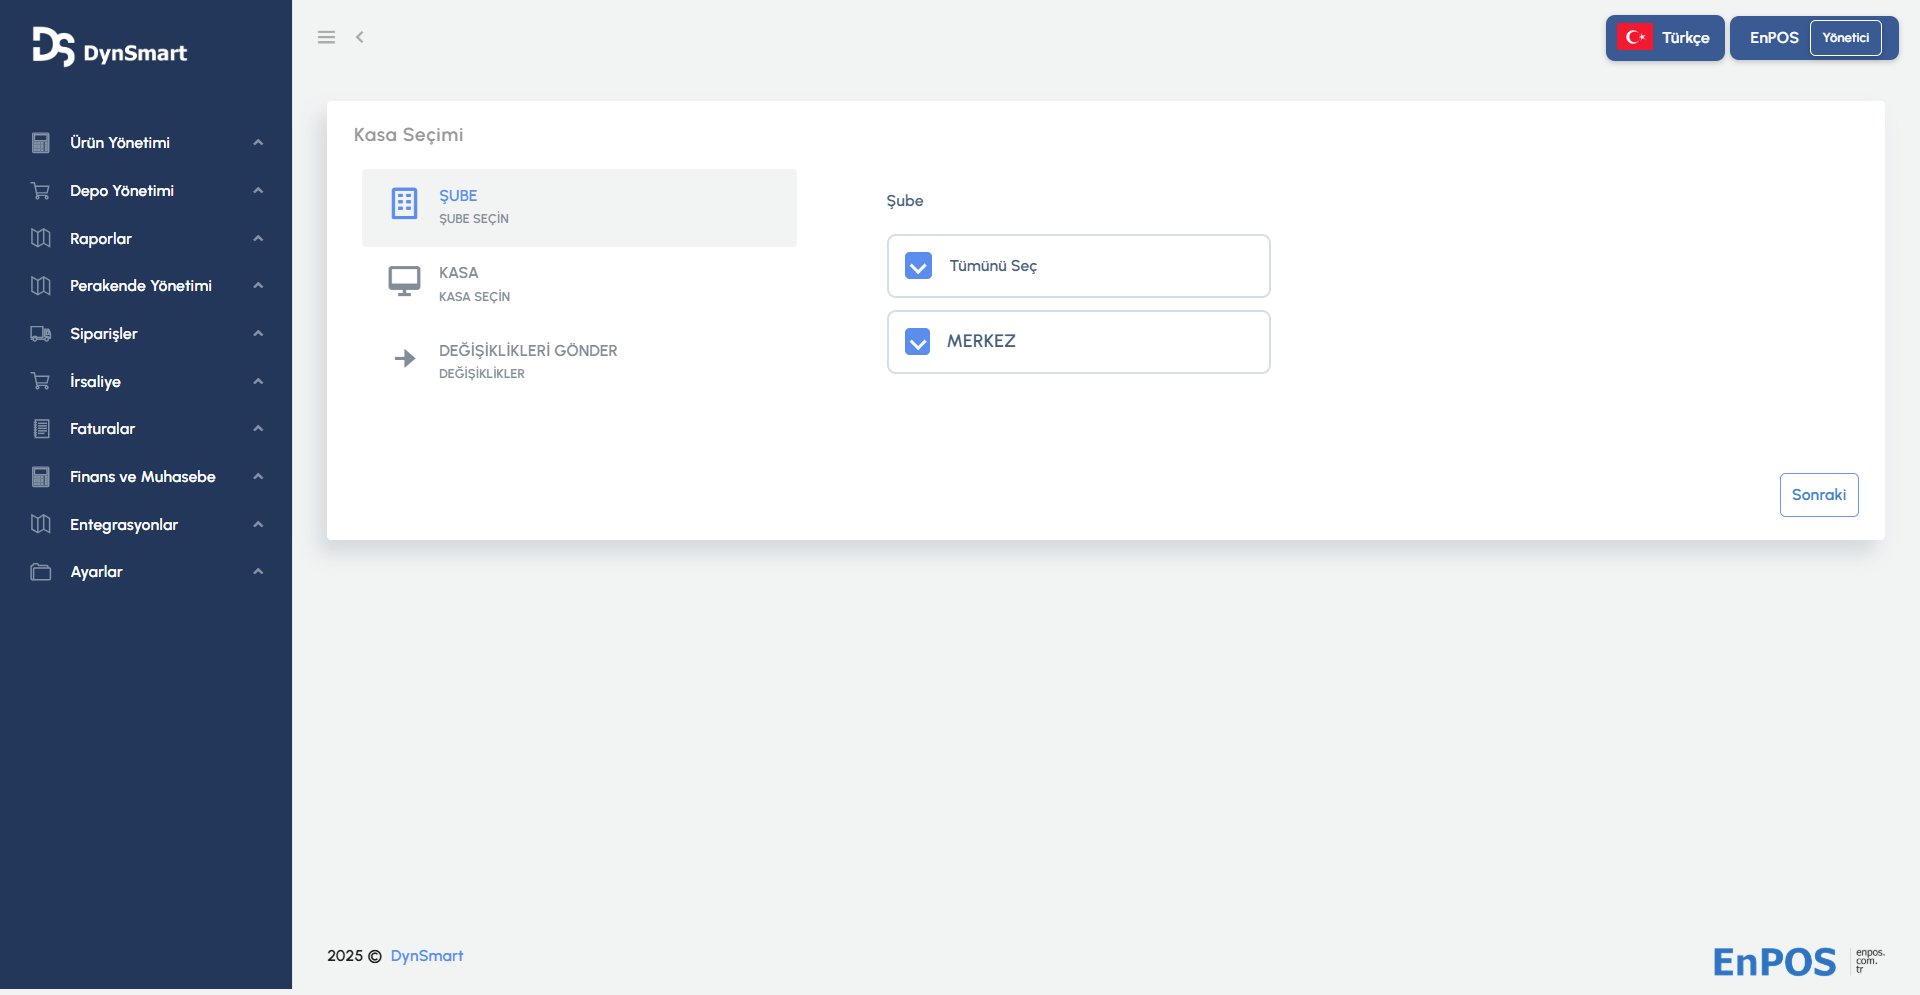 DS DynSmart
Türkçe
EnPOS Yönetici
Ürün Yönetimi
Depo Yönetimi
Raporlar
Perakende Yönetimi
Siparişler
İrsaliye
Faturalar
Finans ve Muhasebe
Entegrasyonlar
Ayarlar
Kasa Seçimi
ŞUBE
ŞUBE SEÇİN
KASA
KASA SEÇİN
DEĞİŞİKLİKLERİ GÖNDER
DEĞİŞİKLİKLER
Şube
Tümünü Seç
MERKEZ
Sonraki
2025 © DynSmart
EnPOS
enpos.
com.
tr